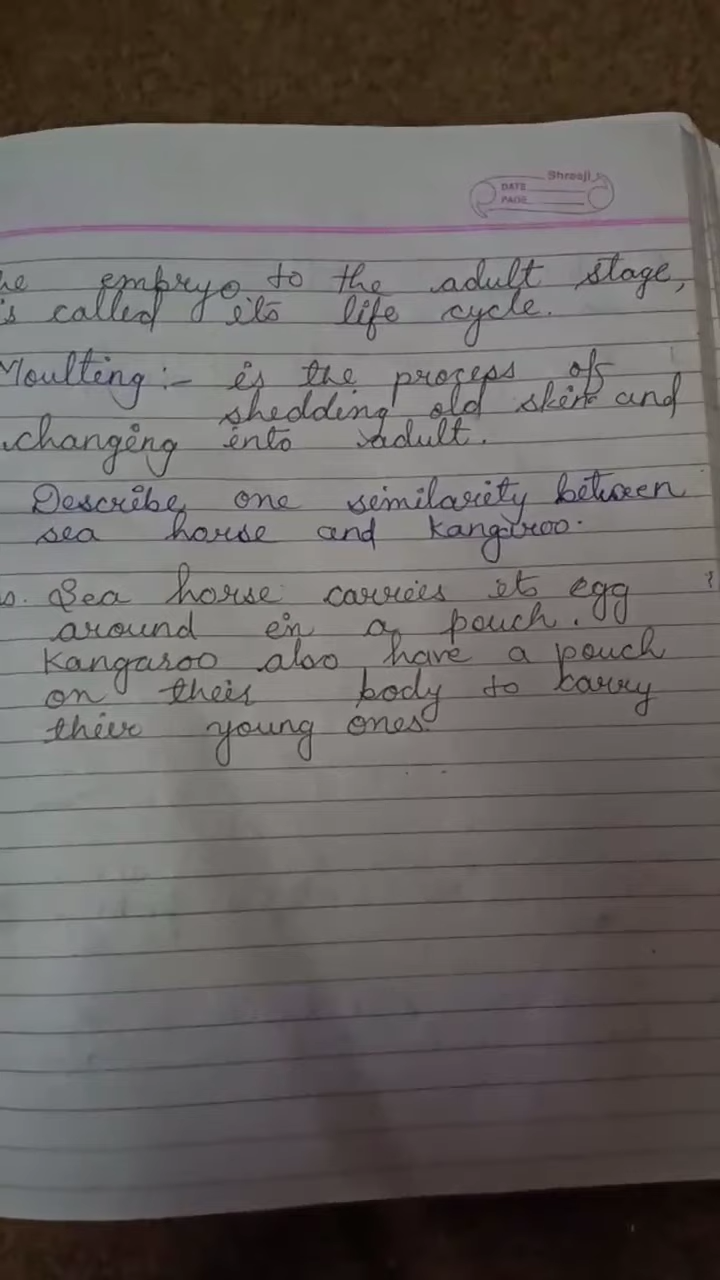 Shreeji
DATE
PAGE
he embryo to the adult stage,
is called its life cycle.
Moulting :- is the process of
shedding old skin and
changing into adult.
Describe one similarity between
sea horse and kangaroo.
s. Sea horse carries its egg
around in a pouch.
Kangaroo also have a pouch
on their body to carry
their young ones